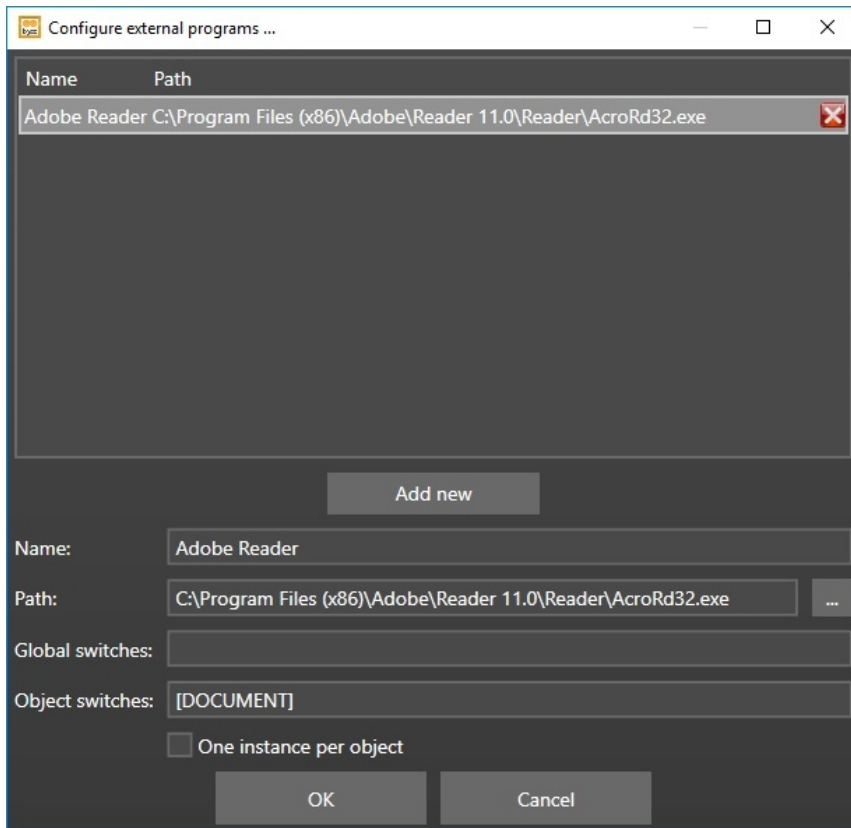 Configure external programs ...
Name Path
Adobe Reader C:\Program Files (x86)\Adobe\Reader 11.0\Reader\AcroRd32.exe
Add new
Name: Adobe Reader
Path: C:\Program Files (x86)\Adobe\Reader 11.0\Reader\AcroRd32.exe ...
Global switches:
Object switches: [DOCUMENT]
One instance per object
OK Cancel